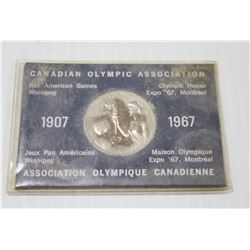 CANADIAN OLYMPIC ASSOCIATION
Pan American Games
Winnipeg
Olympic House
Expo '67, Montréal
1907
1967
Jeux Pan Américains
Winnipeg
Maison Olympique
Expo '67, Montréal
ASSOCIATION OLYMPIQUE CANADIENNE